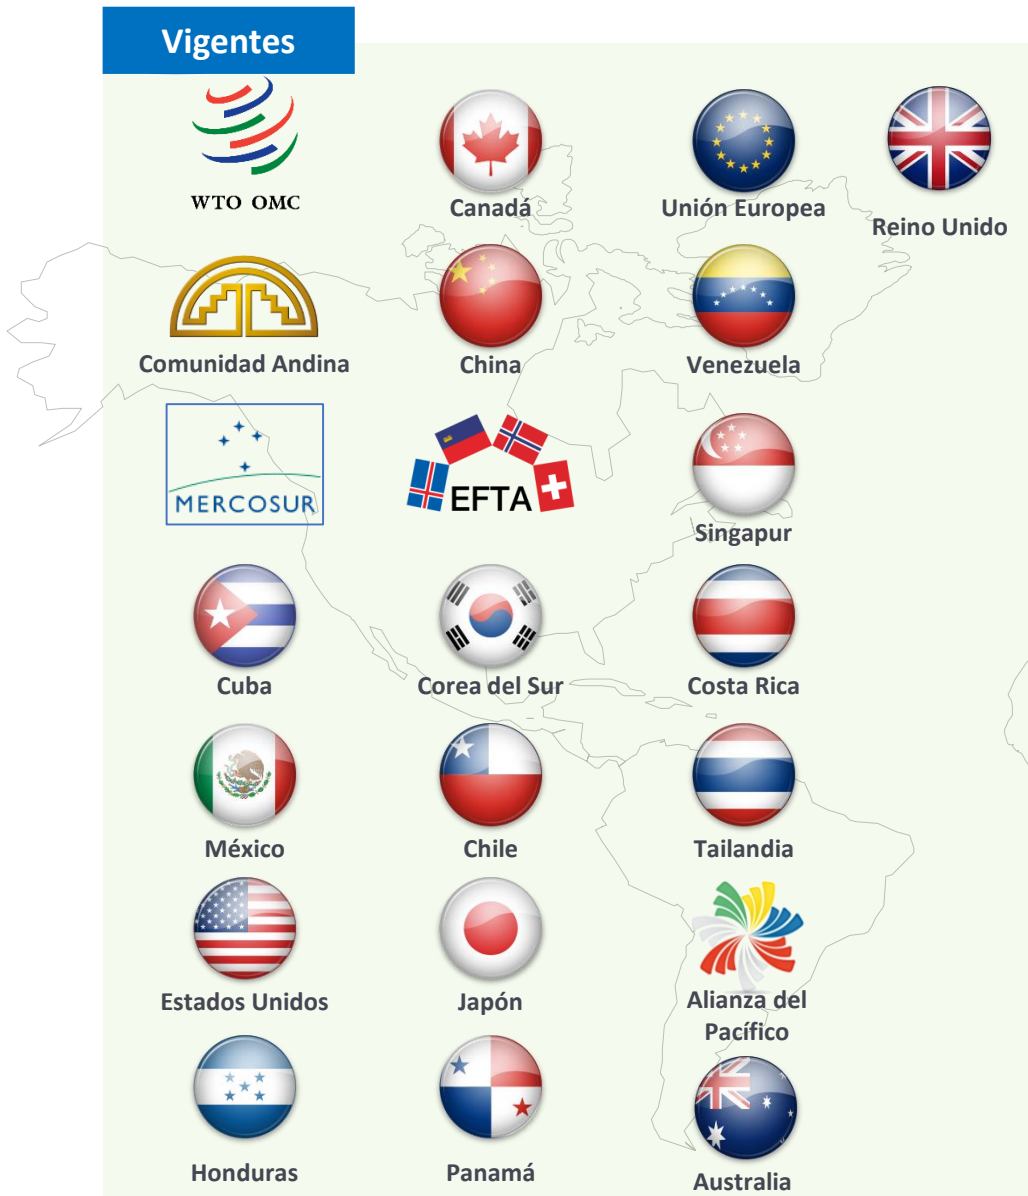 Vigentes
WTO OMC
Canadá
Unión Europea
Reino Unido
Comunidad Andina
China
Venezuela
MERCOSUR
EFTA
Singapur
Cuba
Corea del Sur
Costa Rica
México
Chile
Tailandia
Estados Unidos
Japón
Alianza del
Pacífico
Honduras
Panamá
Australia